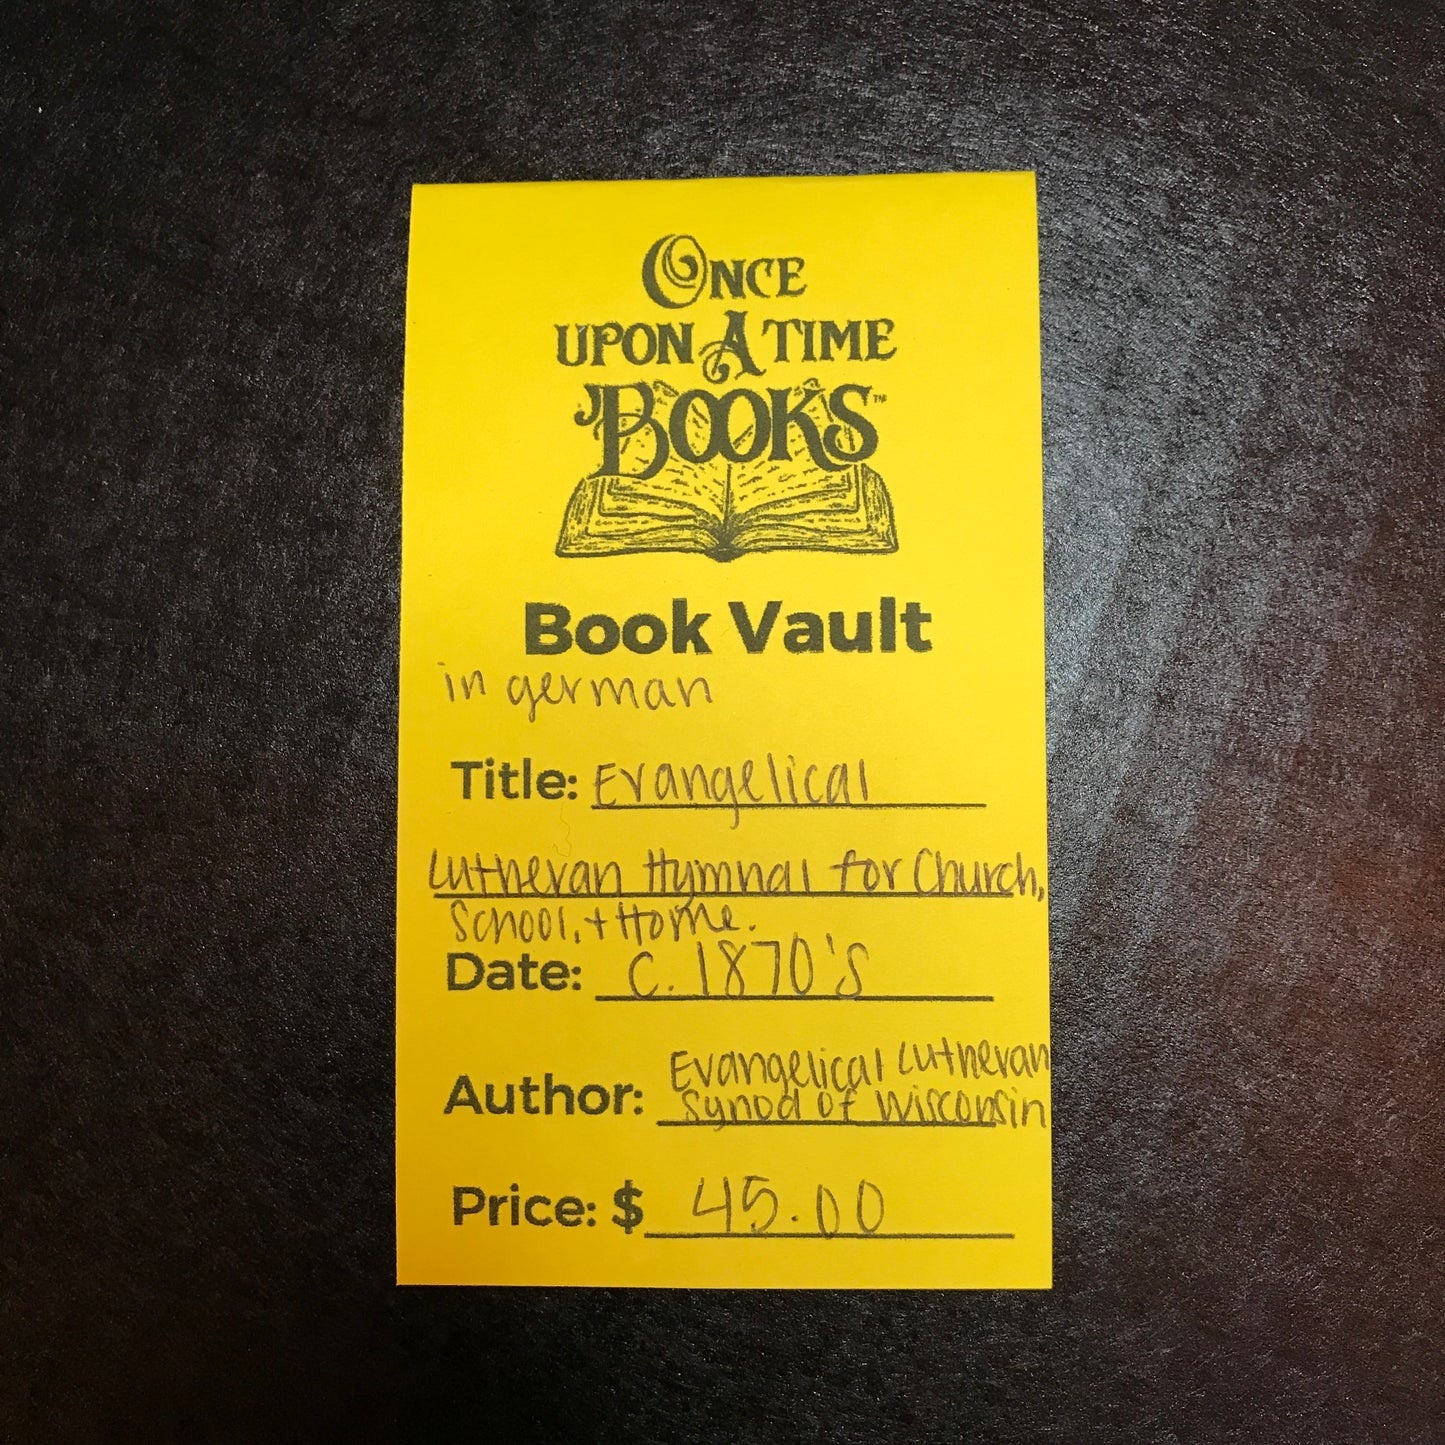 ONCE
UPON A TIME
BOOKS™
Book Vault
in german
Title: Evangelical
Lutheran Hymnal for Church,
School, + Home.
Date: c. 1870's
Evangelical Lutheran
Author: Synod of Wisconsin
Price: $ 45.00